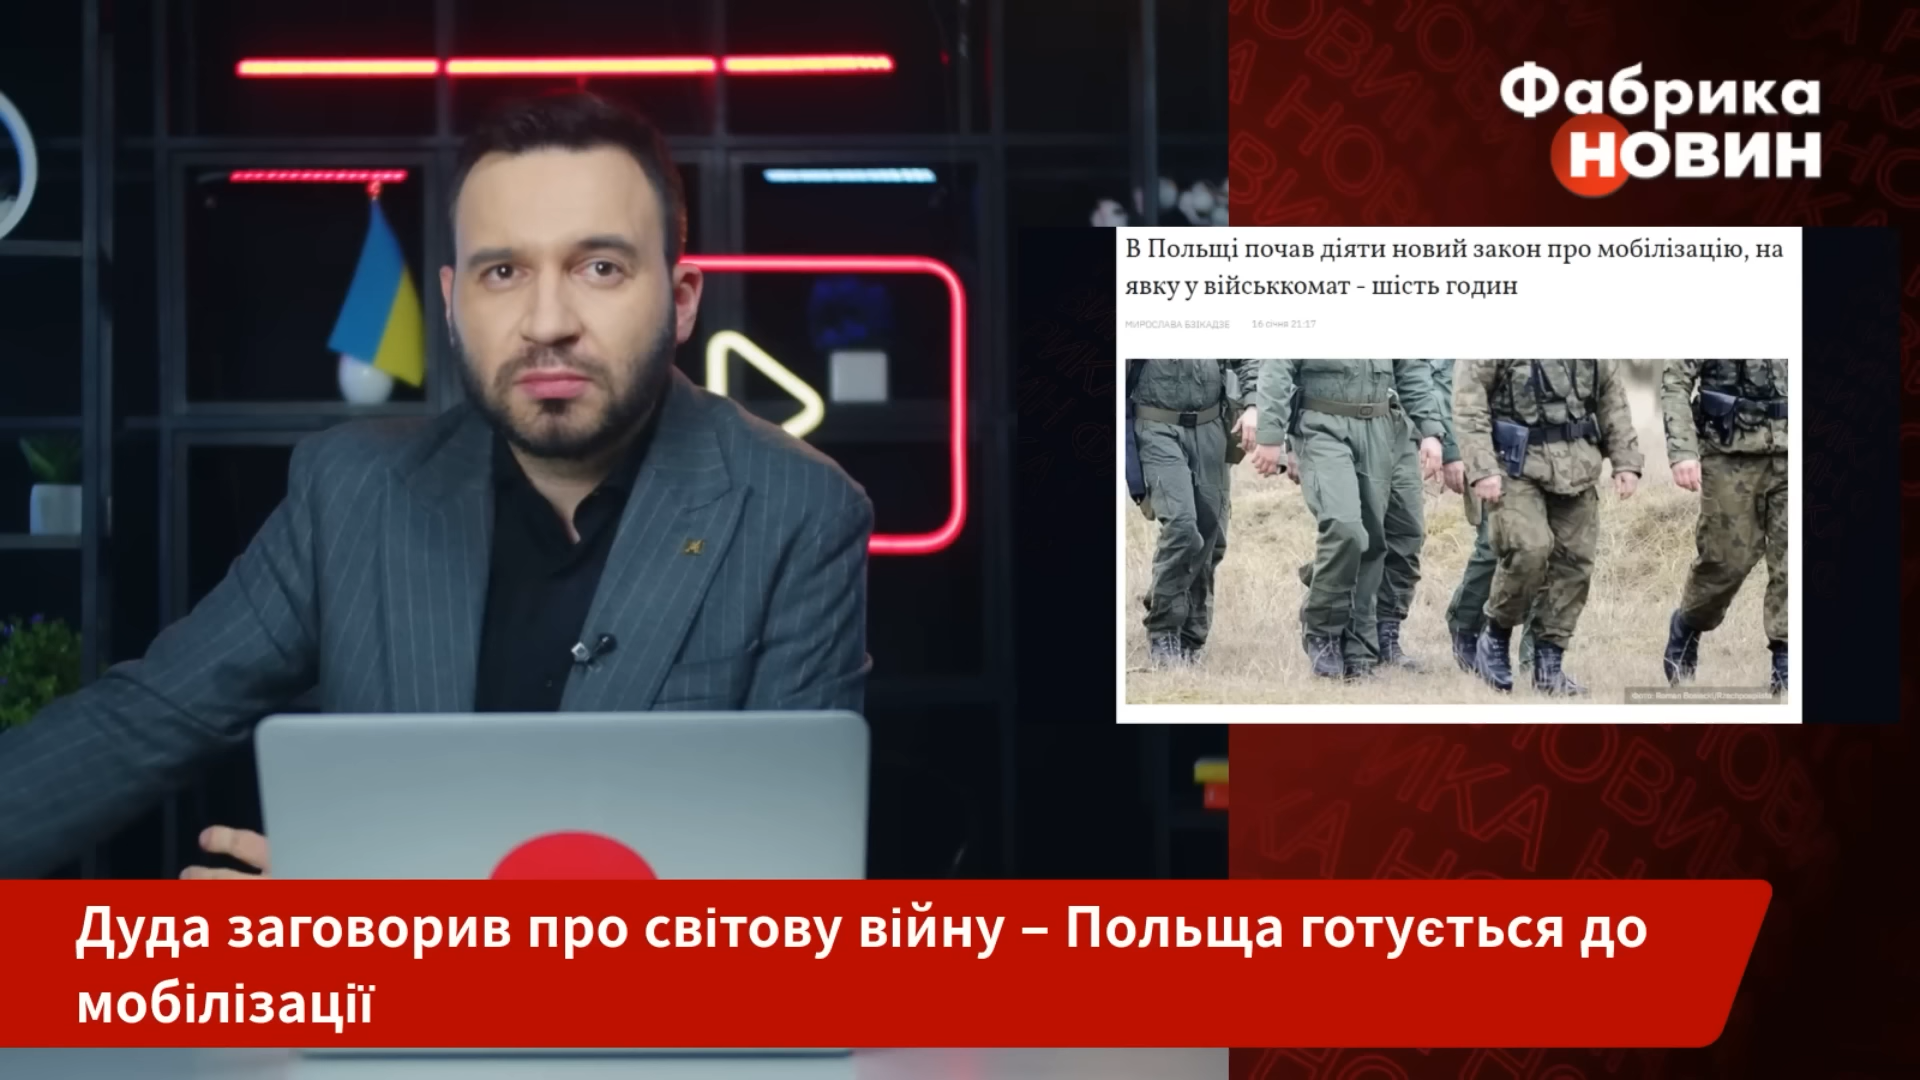 Фабрика
новин
В Польщі почав діяти новий закон про мобілізацію, на
явку у військкомат - шість годин
МИРОСЛАВА БЗІКАДЗЕ 16 січня 21:17
Дуда заговорив про світову війну – Польща готується до
мобілізації